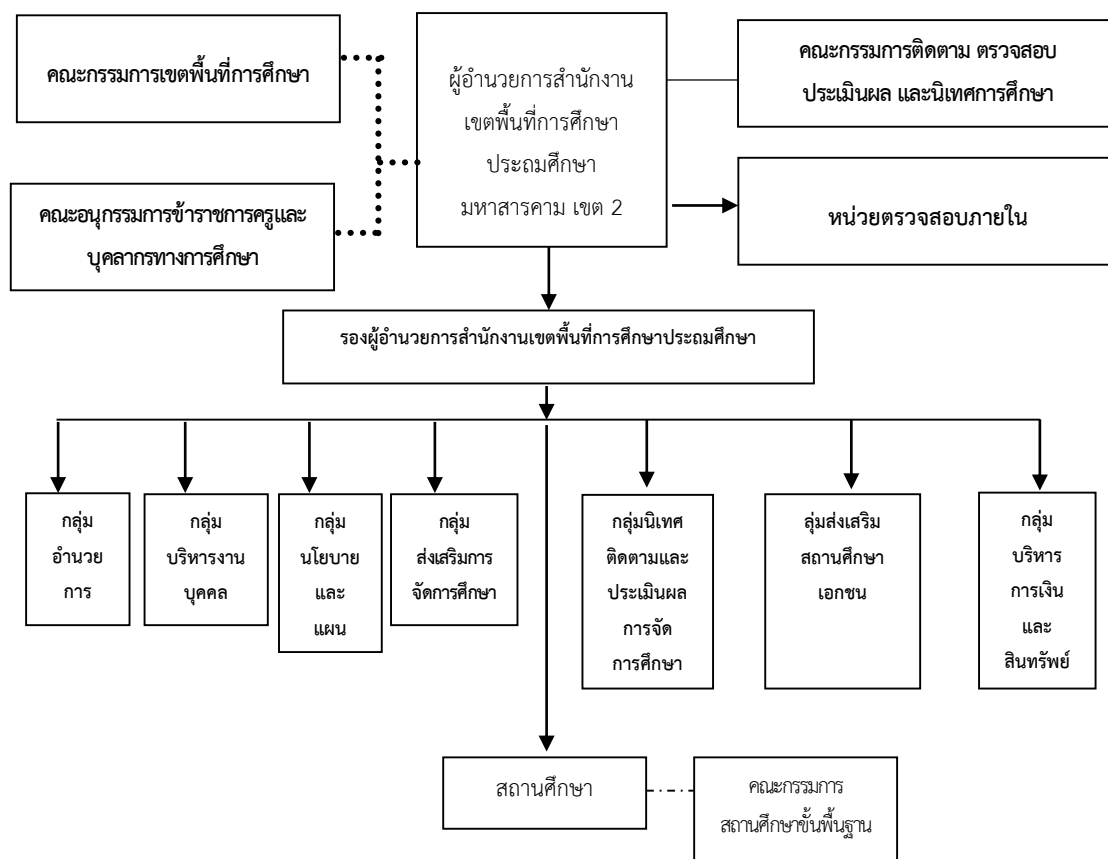 คณะกรรมการเขตพื้นที่การศึกษา
ผู้อำนวยการสำนักงาน
เขตพื้นที่การศึกษา
ประถมศึกษา
มหาสารคาม เขต 2
คณะกรรมการติดตาม ตรวจสอบ
ประเมินผล และนิเทศการศึกษา
คณะอนุกรรมการข้าราชการครูและ
บุคลากรทางการศึกษา
หน่วยตรวจสอบภายใน
รองผู้อำนวยการสำนักงานเขตพื้นที่การศึกษาประถมศึกษา
กลุ่ม
อำนวย
การ
กลุ่ม
บริหารงาน
บุคคล
กลุ่ม
นโยบาย
และ
แผน
กลุ่ม
ส่งเสริมการ
จัดการศึกษา
กลุ่มนิเทศ
ติดตามและ
ประเมินผล
การจัด
การศึกษา
ลุ่มส่งเสริม
สถานศึกษา
เอกชน
กลุ่ม
บริหาร
การเงิน
และ
สินทรัพย์
สถานศึกษา
คณะกรรมการ
สถานศึกษาขั้นพื้นฐาน